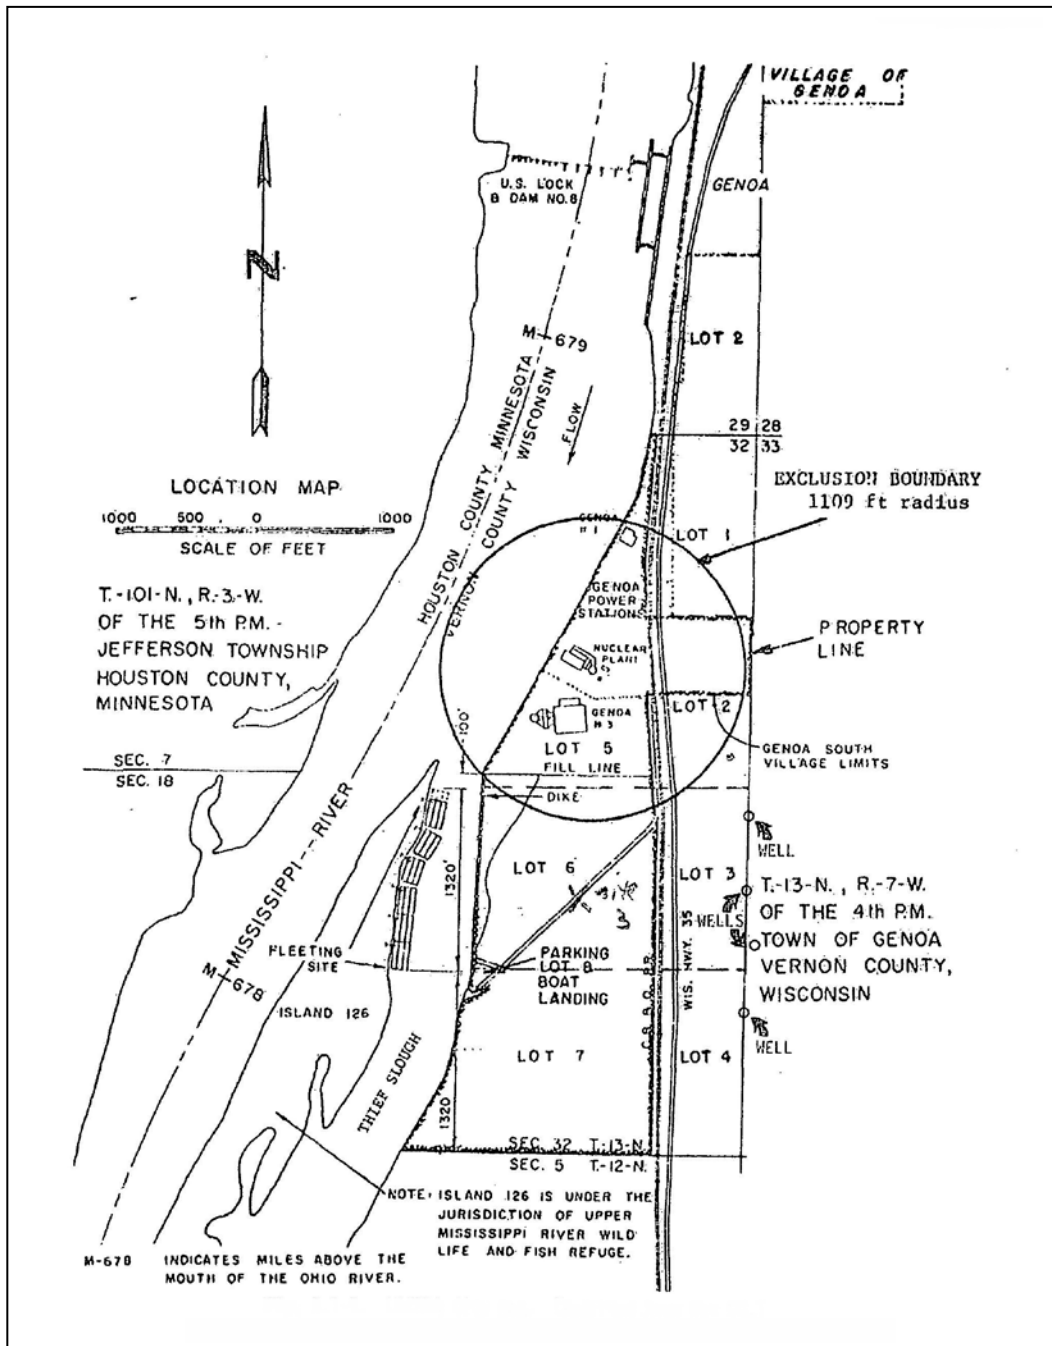 VILLAGE OF
GENOA
U.S. LOCK
& DAM NO.8
GENOA
N
M 679
LOT 2
HOUSTON COUNTY MINNESOTA
VERNON COUNTY WISCONSIN
FLOW
29 28
32 33
EXCLUSION BOUNDARY
1109 ft radius
LOCATION MAP
1000 500 0 1000
SCALE OF FEET
GENOA
#1
LOT 1
T.-101-N., R.-3-W.
OF THE 5th P.M.-
JEFFERSON TOWNSHIP
HOUSTON COUNTY,
MINNESOTA
GENOA
POWER
STATION
PROPERTY
LINE
NUCLEAR
PLANT
LOT 2
GENOA
#3
100'
LOT 5
FILL LINE
GENOA SOUTH
VILLAGE LIMITS
SEC. 7
SEC. 18
DIKE
WELL
MISSISSIPPI RIVER
1320'
LOT 6
LOT 3
T.-13-N., R.-7-W.
OF THE 4th P.M.
TOWN OF GENOA
VERNON COUNTY,
WISCONSIN
WELLS
WIS. HWY. 35
FLEETING
SITE
PARKING
LOT &
BOAT
LANDING
M 678
ISLAND 126
WELL
LOT 7
LOT 4
THIEF SLOUGH
1320'
SEC. 32 T.-13-N.
SEC. 5 T.-12-N.
NOTE: ISLAND 126 IS UNDER THE
JURISDICTION OF UPPER
MISSISSIPPI RIVER WILD
LIFE AND FISH REFUGE.
M-678 INDICATES MILES ABOVE THE
MOUTH OF THE OHIO RIVER.